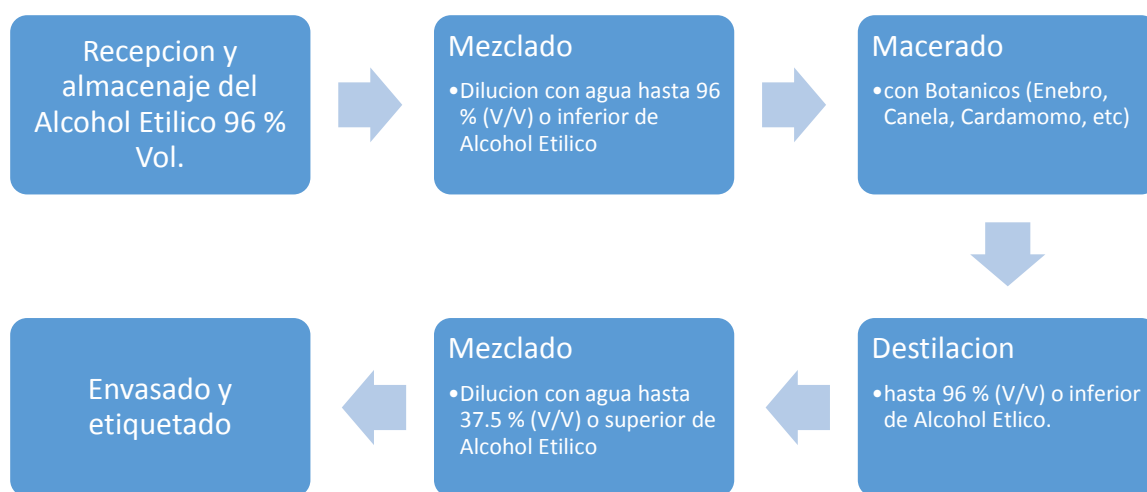 Recepcion y
almacenaje del
Alcohol Etilico 96 %
Vol.
Mezclado
•Dilucion con agua hasta 96
% (V/V) o inferior de
Alcohol Etilico
Macerado
•con Botanicos (Enebro,
Canela, Cardamomo, etc)
Destilacion
•hasta 96 % (V/V) o inferior
de Alcohol Etlico.
Mezclado
•Dilucion con agua hasta
37.5 % (V/V) o superior de
Alcohol Etilico
Envasado y
etiquetado